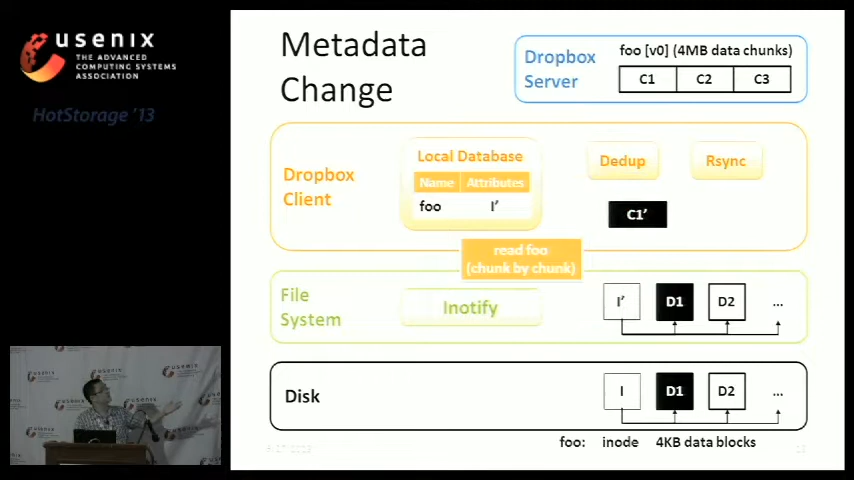 usenix
THE ADVANCED
COMPUTING SYSTEMS
ASSOCIATION
HotStorage '13
Metadata
Change
Dropbox
Server
foo [v0] (4MB data chunks)
C1 C2 C3
Dropbox
Client
Local Database
Name Attributes
foo I'
Dedup
Rsync
C1'
read foo
(chunk by chunk)
File
System
Inotify
I' D1 D2 ...
Disk
I D1 D2 ...
foo: inode 4KB data blocks